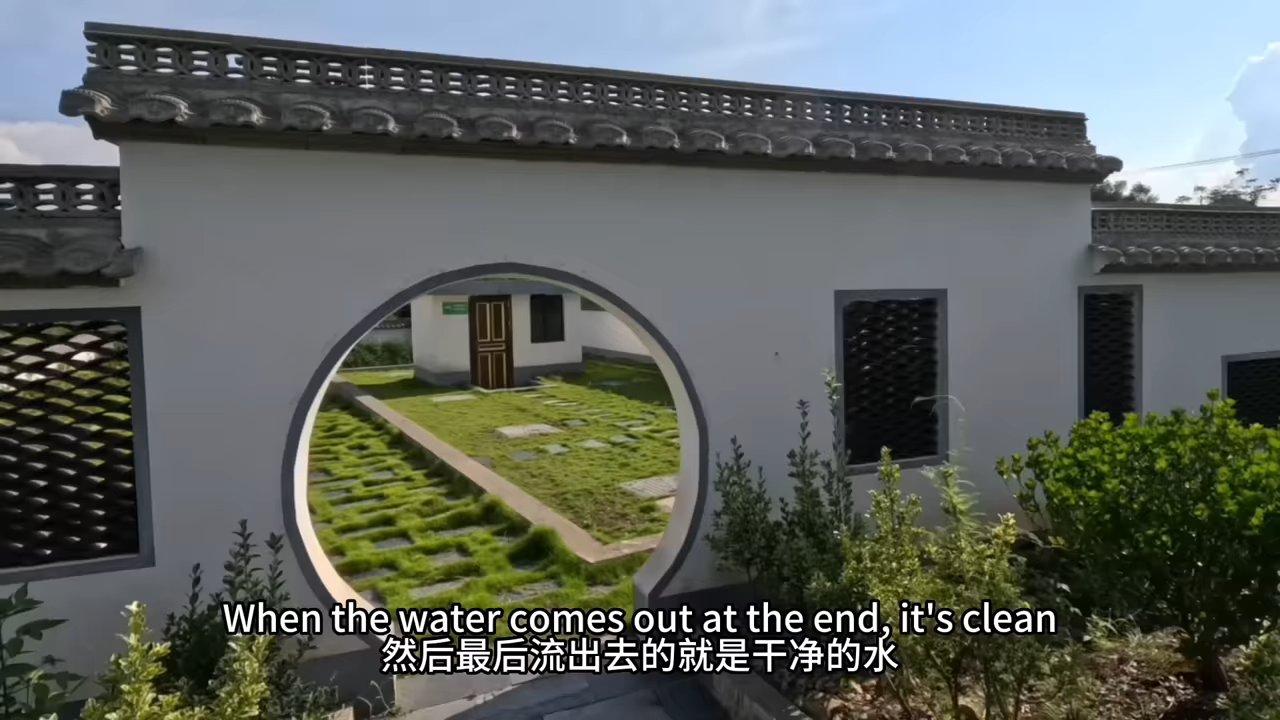 When the water comes out at the end, it's clean
然后最后流出去的就是干净的水